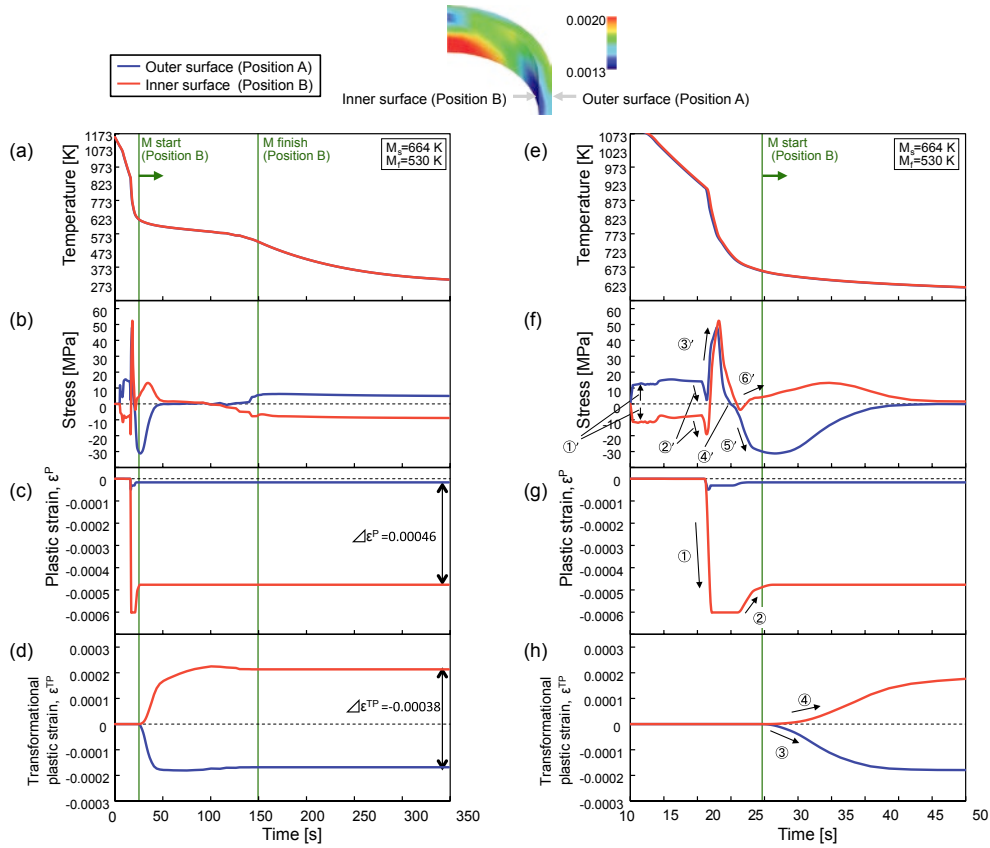 Outer surface (Position A)
Inner surface (Position B)
0.0020
0.0013
Inner surface (Position B)
Outer surface (Position A)
(a)
Temperature [K]
1173
1073
973
873
773
673
623
573
473
373
273
M start
(Position B)
M finish
(Position B)
Ms=664 K
Mf=530 K
(b)
Stress [MPa]
60
50
40
30
20
10
0
-10
-20
-30
(c)
Plastic strain, εP
0
-0.0001
-0.0002
-0.0003
-0.0004
-0.0005
-0.0006
⊿εP=0.00046
(d)
Transformational
plastic strain, εTP
0.0003
0.0002
0.0001
0
-0.0001
-0.0002
-0.0003
⊿εTP=-0.00038
0 50 100 150 200 250 300 350
Time [s]
(e)
Temperature [K]
1073
1023
973
923
873
823
773
723
673
623
M start
(Position B)
Ms=664 K
Mf=530 K
(f)
Stress [MPa]
60
50
40
30
20
10
0
-10
-20
-30
①′
②′
③′
④′
⑤′
⑥′
(g)
Plastic strain, εP
0
-0.0001
-0.0002
-0.0003
-0.0004
-0.0005
-0.0006
①
②
(h)
Transformational
plastic strain, εTP
0.0003
0.0002
0.0001
0
-0.0001
-0.0002
-0.0003
④
③
10 15 20 25 30 35 40 45 50
Time [s]